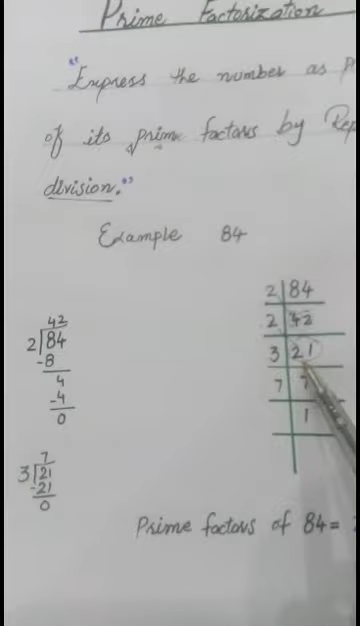 Prime Factorization
"Express the number as
of its prime factors by
division."
Example 84
42
2 84
-8
4
-4
0
7
3 21
-21
0
2 84
2 42
3 21
7 7
1
Prime factors of 84 =